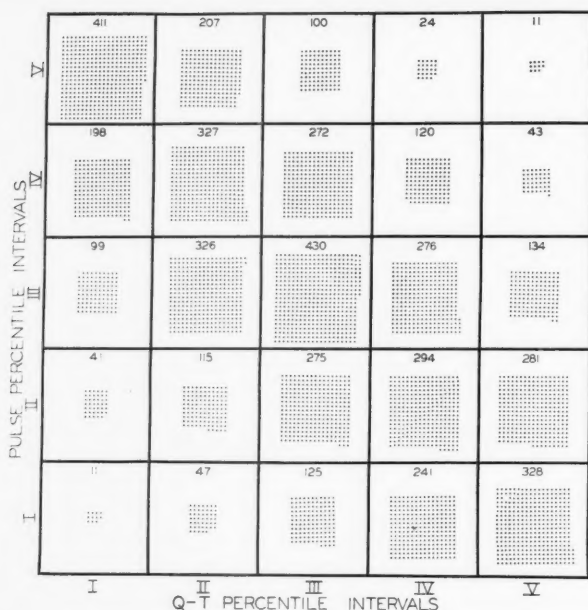 411 207 100 24 11
V
198 327 272 120 43
IV
99 326 430 276 134
III
41 115 275 294 281
II
11 47 125 241 328
I
PULSE PERCENTILE INTERVALS
I II III IV V
Q-T PERCENTILE INTERVALS